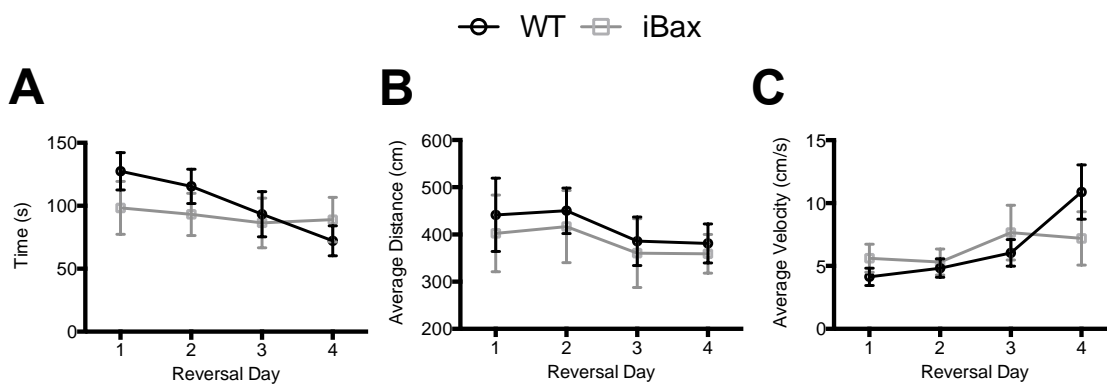 WT iBax
A B C
150
100
50
0
Time (s)
1 2 3 4
Reversal Day
600
500
400
300
200
Average Distance (cm)
1 2 3 4
Reversal Day
15
10
5
0
Average Velocity (cm/s)
1 2 3 4
Reversal Day